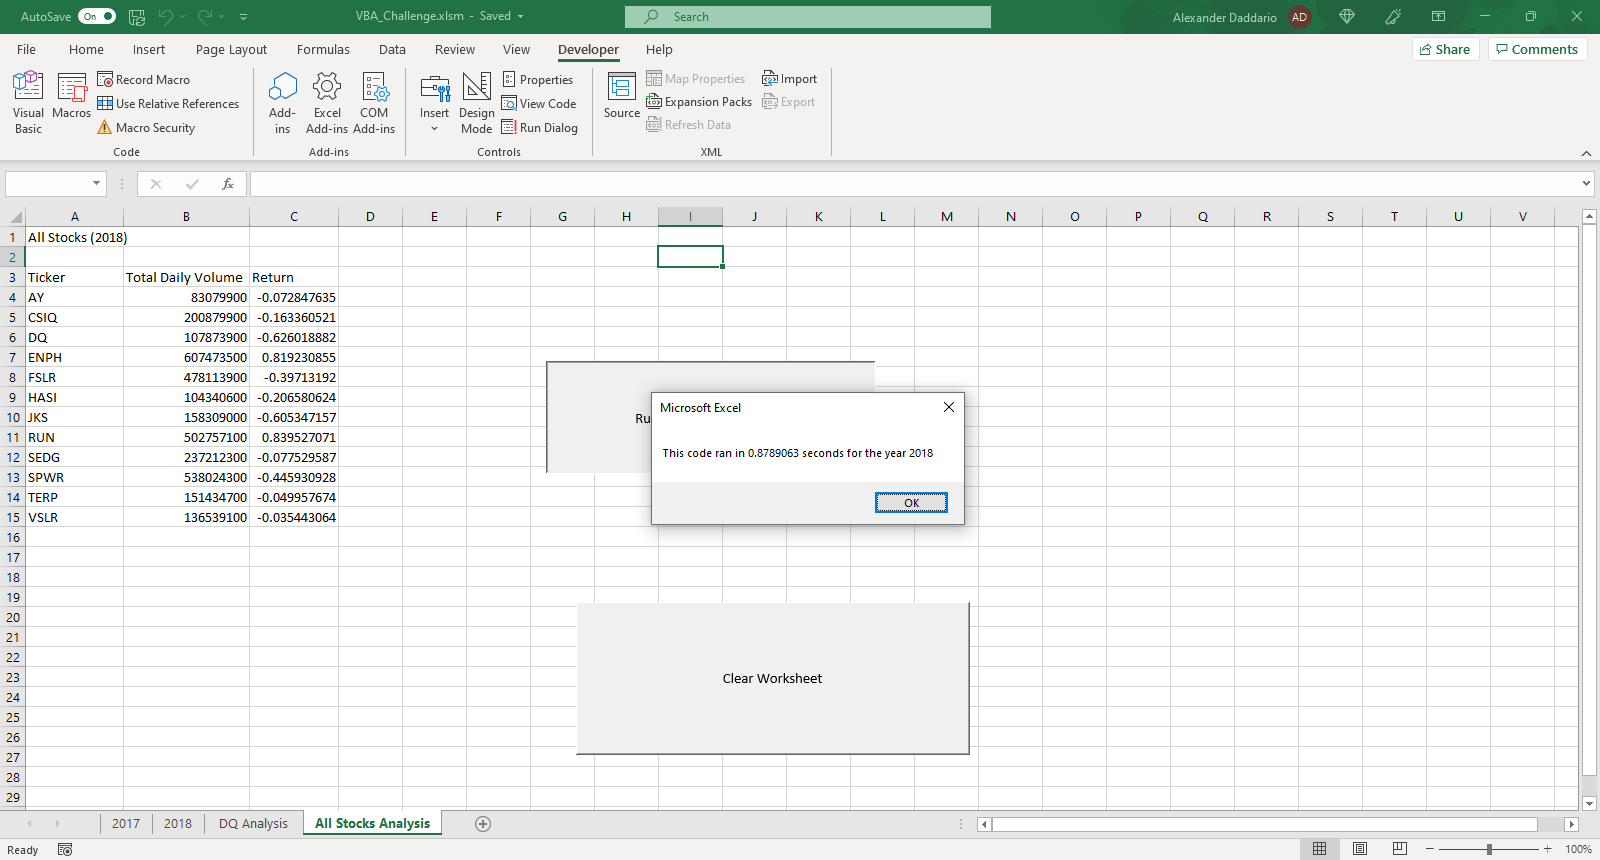 AutoSave On VBA_Challenge.xlsm - Saved Search Alexander Daddario AD
File Home Insert Page Layout Formulas Data Review View Developer Help Share Comments
Visual Basic
Macros
Record Macro
Use Relative References
Macro Security
Code
Add-ins
Excel Add-ins
COM Add-ins
Add-ins
Insert
Design Mode
Properties
View Code
Run Dialog
Controls
Source
Map Properties
Expansion Packs
Refresh Data
Import
Export
XML
fx
A B C D E F G H I J K L M N O P Q R S T U V
1 All Stocks (2018)
2
3 Ticker Total Daily Volume Return
4 AY 83079900 -0.072847635
5 CSIQ 200879900 -0.163360521
6 DQ 107873900 -0.626018882
7 ENPH 607473500 0.819230855
8 FSLR 478113900 -0.39713192
9 HASI 104340600 -0.206580624
10 JKS 158309000 -0.605347157
11 RUN 502757100 0.839527071
12 SEDG 237212300 -0.077529587
13 SPWR 538024300 -0.445930928
14 TERP 151434700 -0.049957674
15 VSLR 136539100 -0.035443064
16
17
18
19
20
21
22
23
24
25
26
27
28
29
Ru
Microsoft Excel
This code ran in 0.8789063 seconds for the year 2018
OK
Clear Worksheet
2017 2018 DQ Analysis All Stocks Analysis
Ready 100%